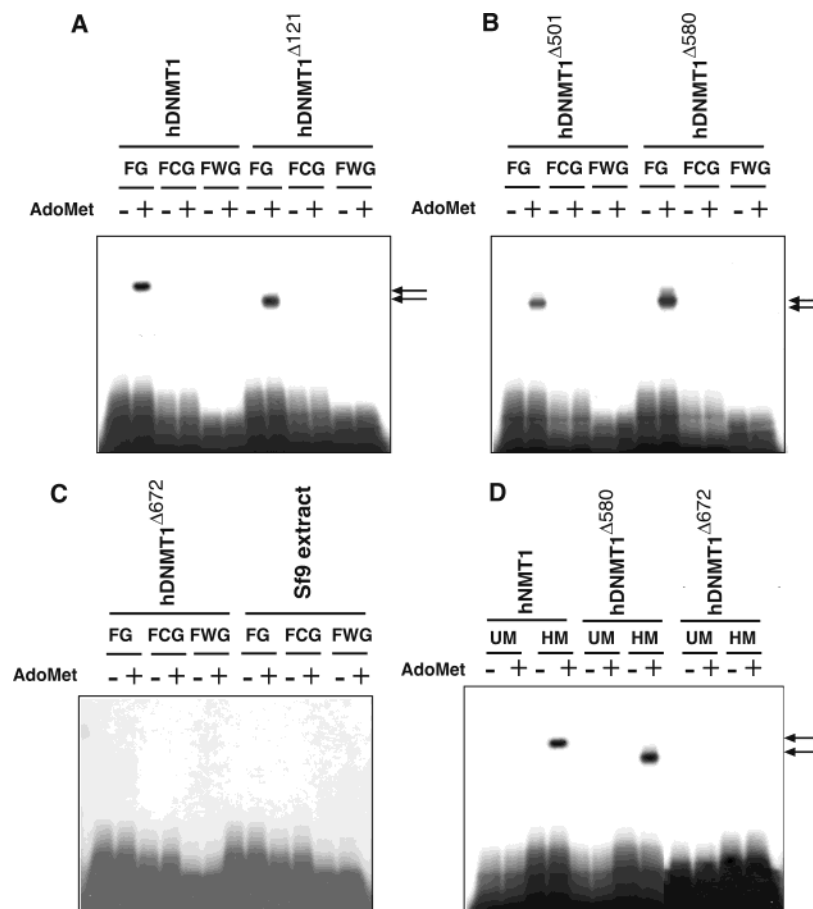 A
hDNMT1
hDNMT1Δ121
FG FCG FWG FG FCG FWG
AdoMet - + - + - + - + - + - +
B
hDNMT1Δ501
hDNMT1Δ580
FG FCG FWG FG FCG FWG
AdoMet - + - + - + - + - + - +
C
hDNMT1Δ672
Sf9 extract
FG FCG FWG FG FCG FWG
AdoMet - + - + - + - + - + - +
D
hNMT1
hDNMT1Δ580
hDNMT1Δ672
UM HM UM HM UM HM
AdoMet - + - + - + - + - + - +